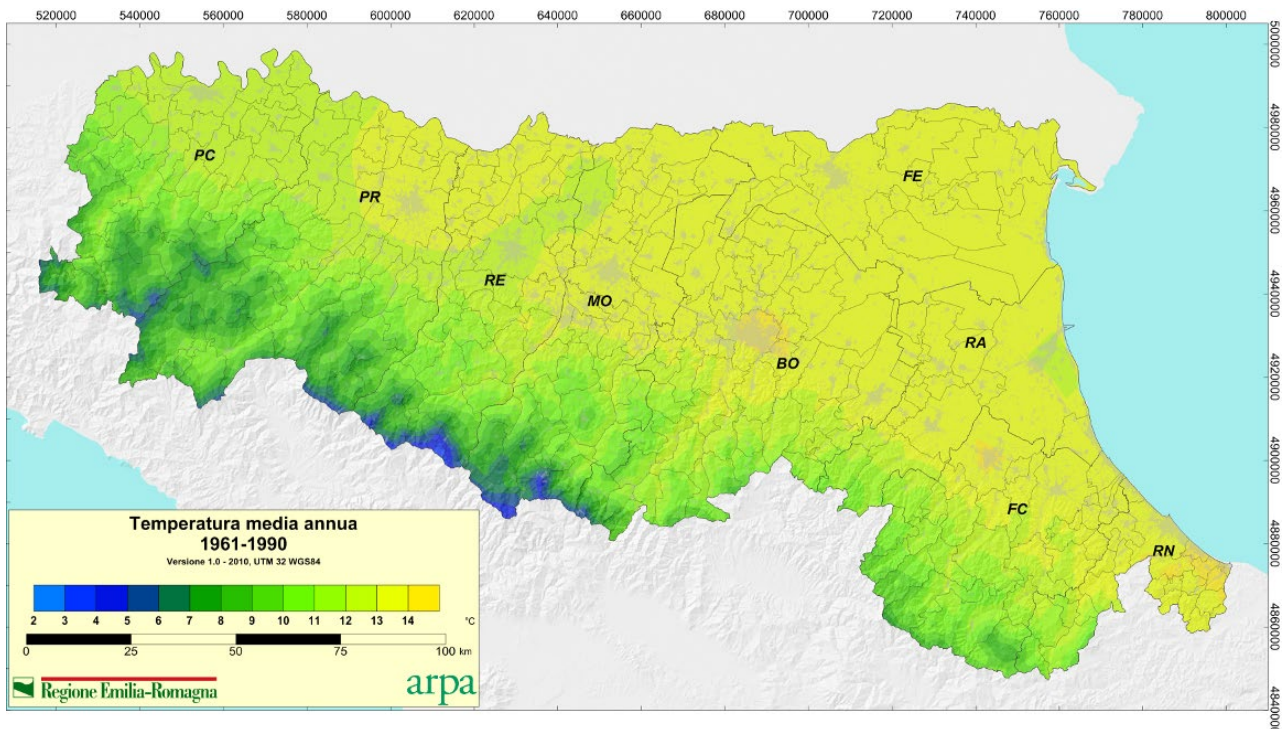 520000 540000 560000 580000 600000 620000 640000 660000 680000 700000 720000 740000 760000 780000 800000
5000000
4980000
4960000
4940000
4920000
4900000
4880000
4860000
4840000
PC
FE
PR
RE
MO
RA
BO
FC
RN
Temperatura media annua
1961-1990
Versione 1.0 - 2010, UTM 32 WGS84
2 3 4 5 6 7 8 9 10 11 12 13 14 °C
0 25 50 75 100 km
Regione Emilia-Romagna
arpa